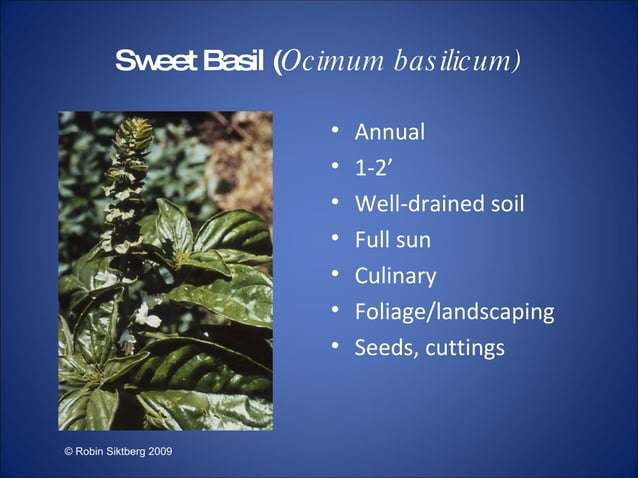 Sweet Basil (Ocimum basilicum)
• Annual
• 1-2’
• Well-drained soil
• Full sun
• Culinary
• Foliage/landscaping
• Seeds, cuttings
© Robin Siktberg 2009